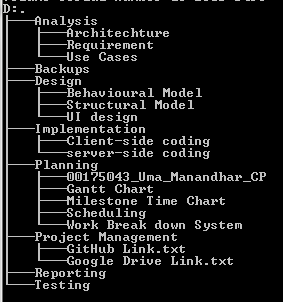 D:.
Analysis
Architechture
Requirement
Use Cases
Backups
Design
Behavioural Model
Structural Model
UI design
Implementation
Client-side coding
server-side coding
Planning
00175043_Uma_Manandhar_CP
Gantt Chart
Milestone Time Chart
Scheduling
Work Break down System
Project Management
GitHub Link.txt
Google Drive Link.txt
Reporting
Testing